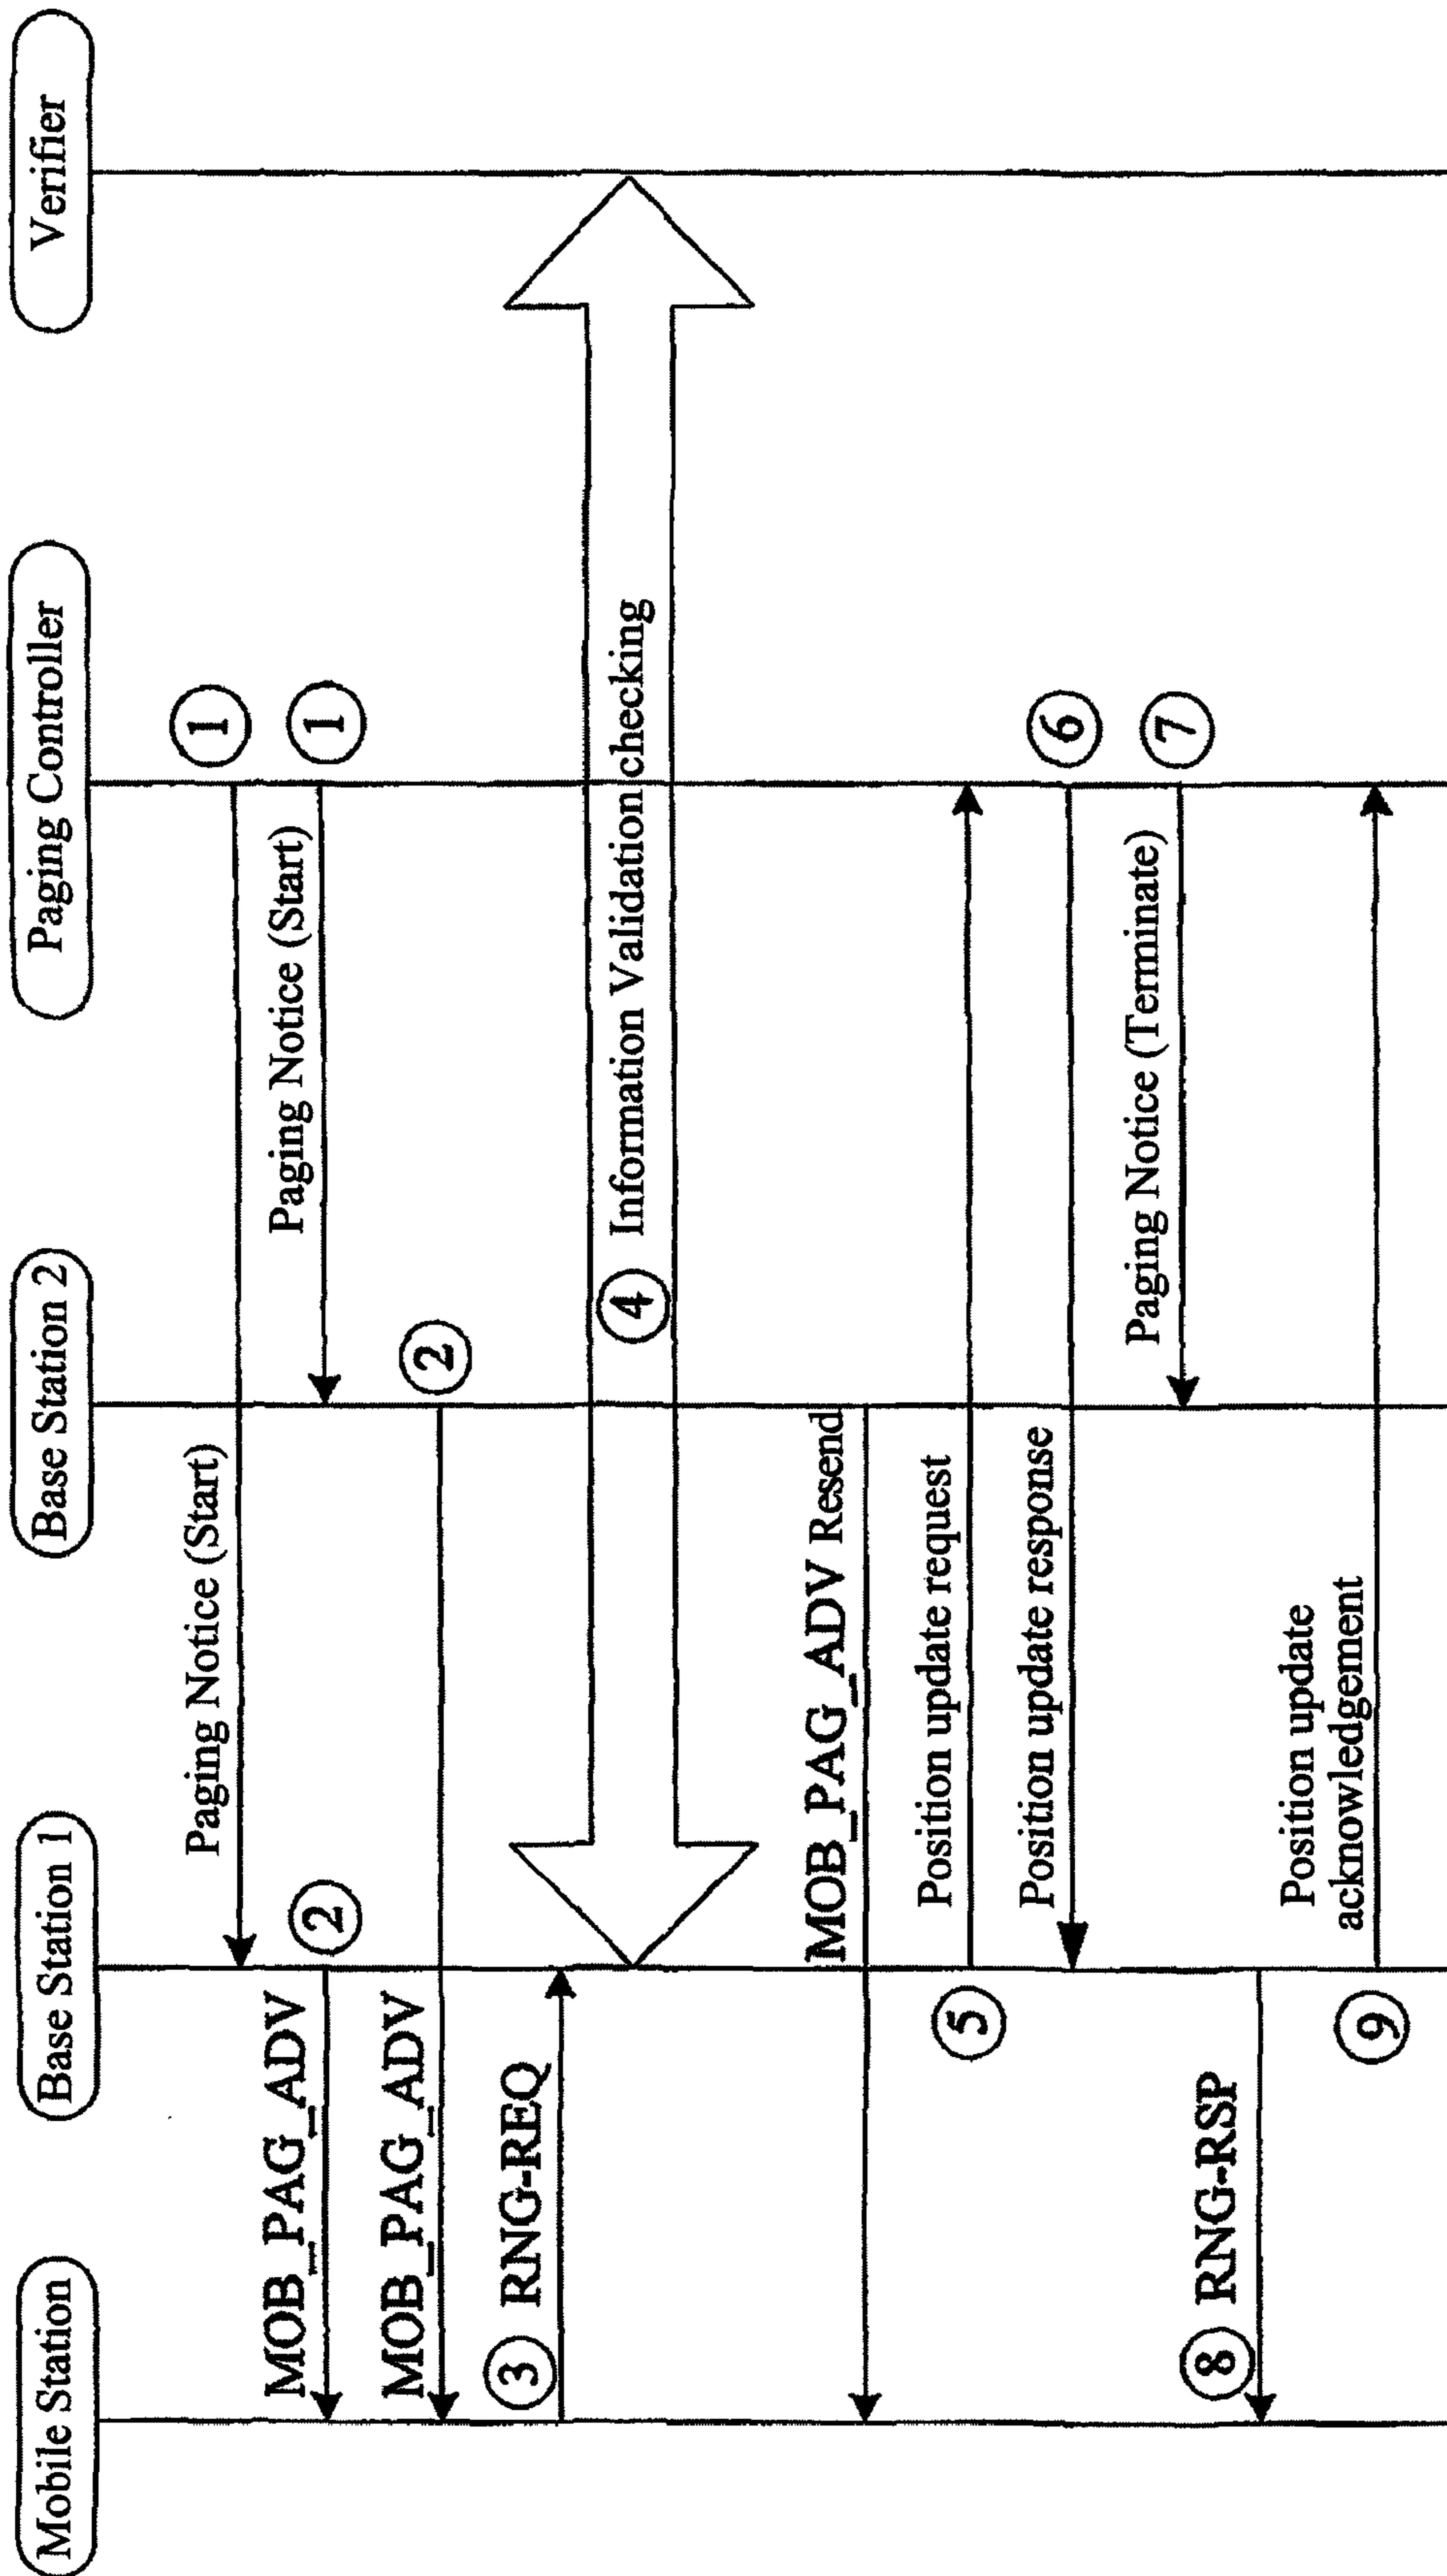 Mobile Station
Base Station 1
Base Station 2
Paging Controller
Verifier
1
Paging Notice (Start)
1
Paging Notice (Start)
2
MOB_PAG_ADV
2
MOB_PAG_ADV
3 RNG-REQ
4 Information Validation checking
MOB_PAG_ADV Resend
5
Position update request
6
Position update response
7
Paging Notice (Terminate)
8 RNG-RSP
9
Position update
acknowledgement